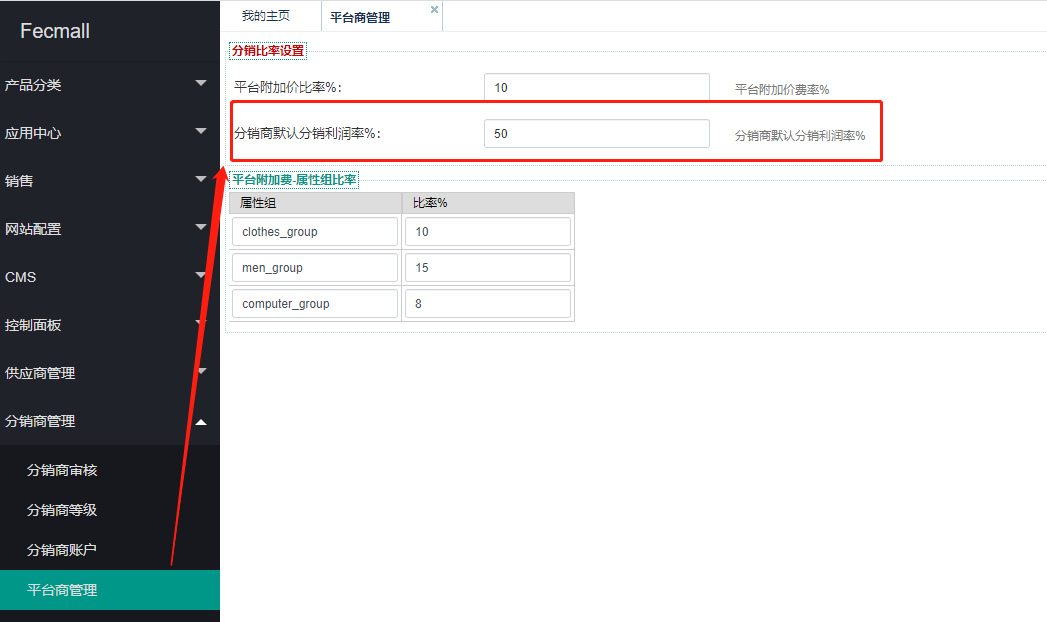 Fecmall
产品分类
应用中心
销售
网站配置
CMS
控制面板
供应商管理
分销商管理
分销商审核
分销商等级
分销商账户
平台商管理
我的主页
平台商管理
分销比率设置
平台附加价比率%: 10 平台附加价费率%
分销商默认分销利润率%: 50 分销商默认分销利润率%
平台附加费-属性组比率
属性组 比率%
clothes_group 10
men_group 15
computer_group 8